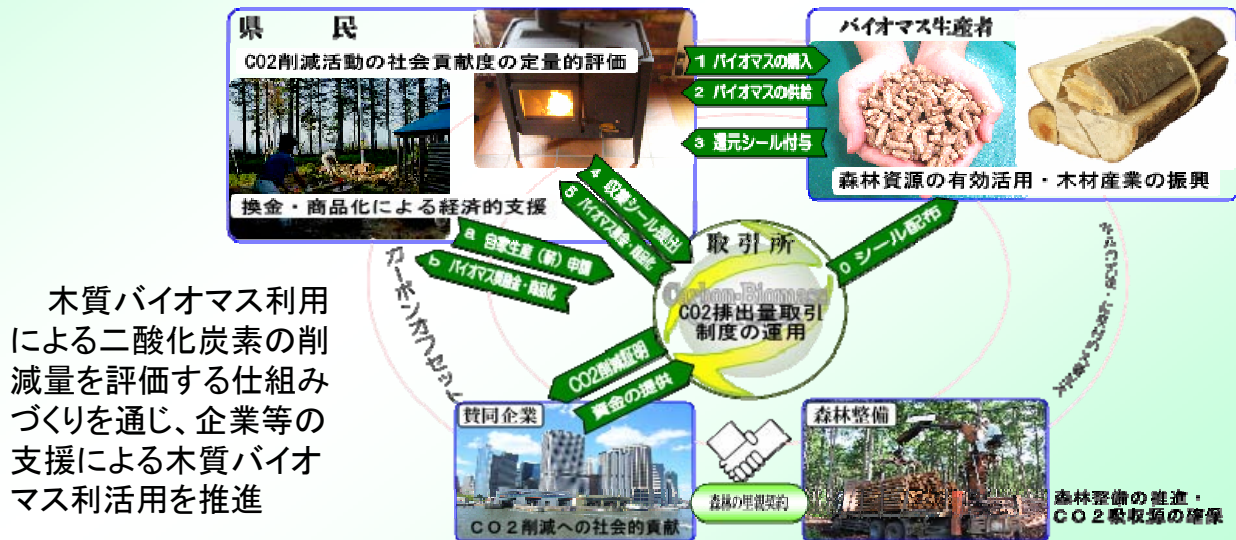 県 民
CO2削減活動の社会貢献度の定量的評価
換金・商品化による経済的支援
1 バイオマスの購入
2 バイオマスの供給
3 還元シール付与
バイオマス生産者
森林資源の有効活用・木材産業の振興
4 収集シール提出
5 バイオマス換金・商品化
a 自家生産（薪）申請
b バイオマス奨励金・商品化
0 シール配布
取引所
Carbon-Biomass
CO2排出量取引
制度の運用
カーボンオフセット
木質バイオマス利用
による二酸化炭素の削
減量を評価する仕組み
づくりを通じ、企業等の
支援による木質バイオ
マス利活用を推進
CO2削減証明
資金の提供
賛同企業
CO2削減への社会的貢献
森林の里親契約
森林整備
森林整備の推進・
CO2吸収源の確保